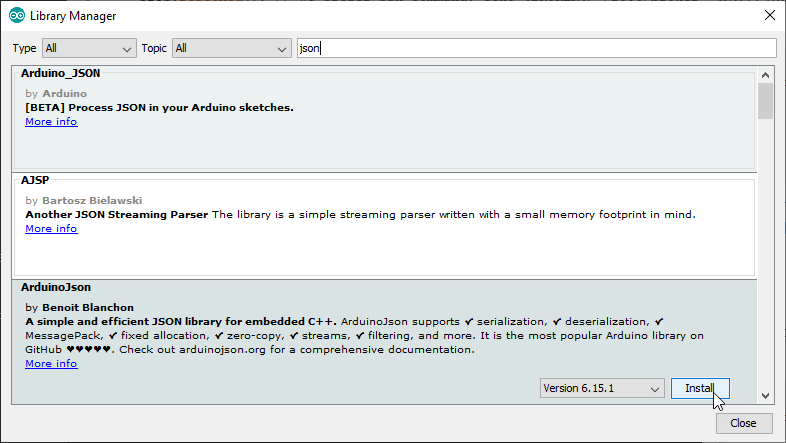 Library Manager
Type All Topic All json
Arduino_JSON
by Arduino
[BETA] Process JSON in your Arduino sketches.
More info
AJSP
by Bartosz Bielawski
Another JSON Streaming Parser The library is a simple streaming parser written with a small memory footprint in mind.
More info
ArduinoJson
by Benoit Blanchon
A simple and efficient JSON library for embedded C++. ArduinoJson supports ✔ serialization, ✔ deserialization, ✔
MessagePack, ✔ fixed allocation, ✔ zero-copy, ✔ streams, ✔ filtering, and more. It is the most popular Arduino library on
GitHub ♥♥♥♥♥. Check out arduinojson.org for a comprehensive documentation.
More info
Version 6.15.1 Install
Close